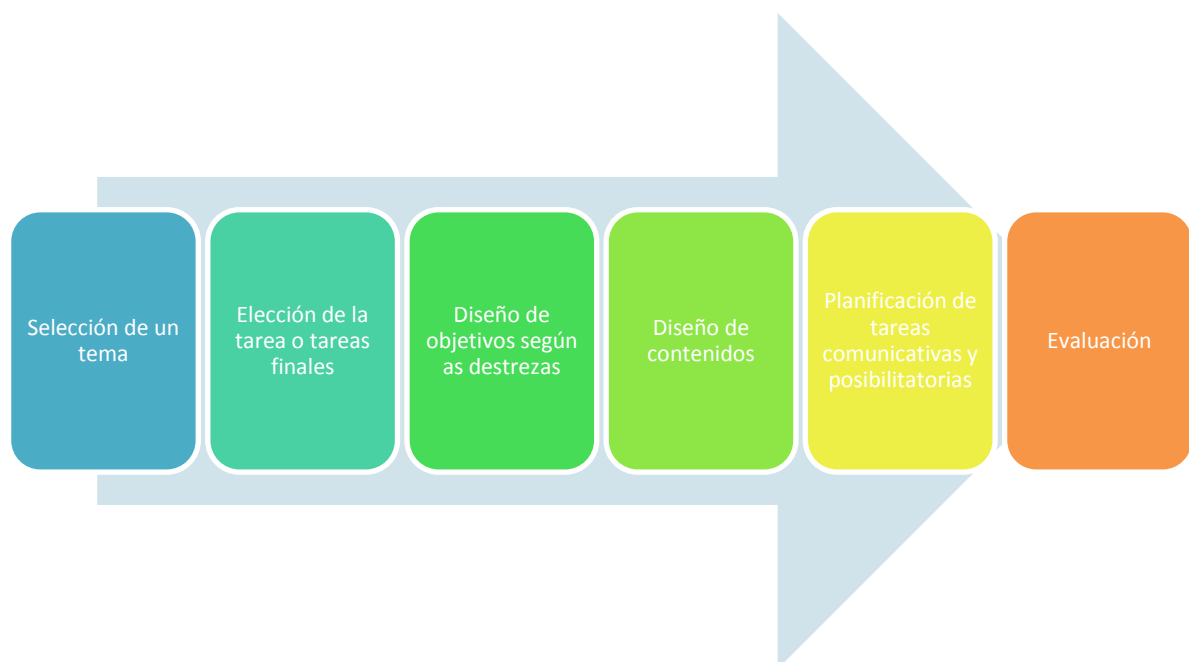 Selección de un
tema
Elección de la
tarea o tareas
finales
Diseño de
objetivos según
as destrezas
Diseño de
contenidos
Planificación de
tareas
comunicativas y
posibilitatorias
Evaluación